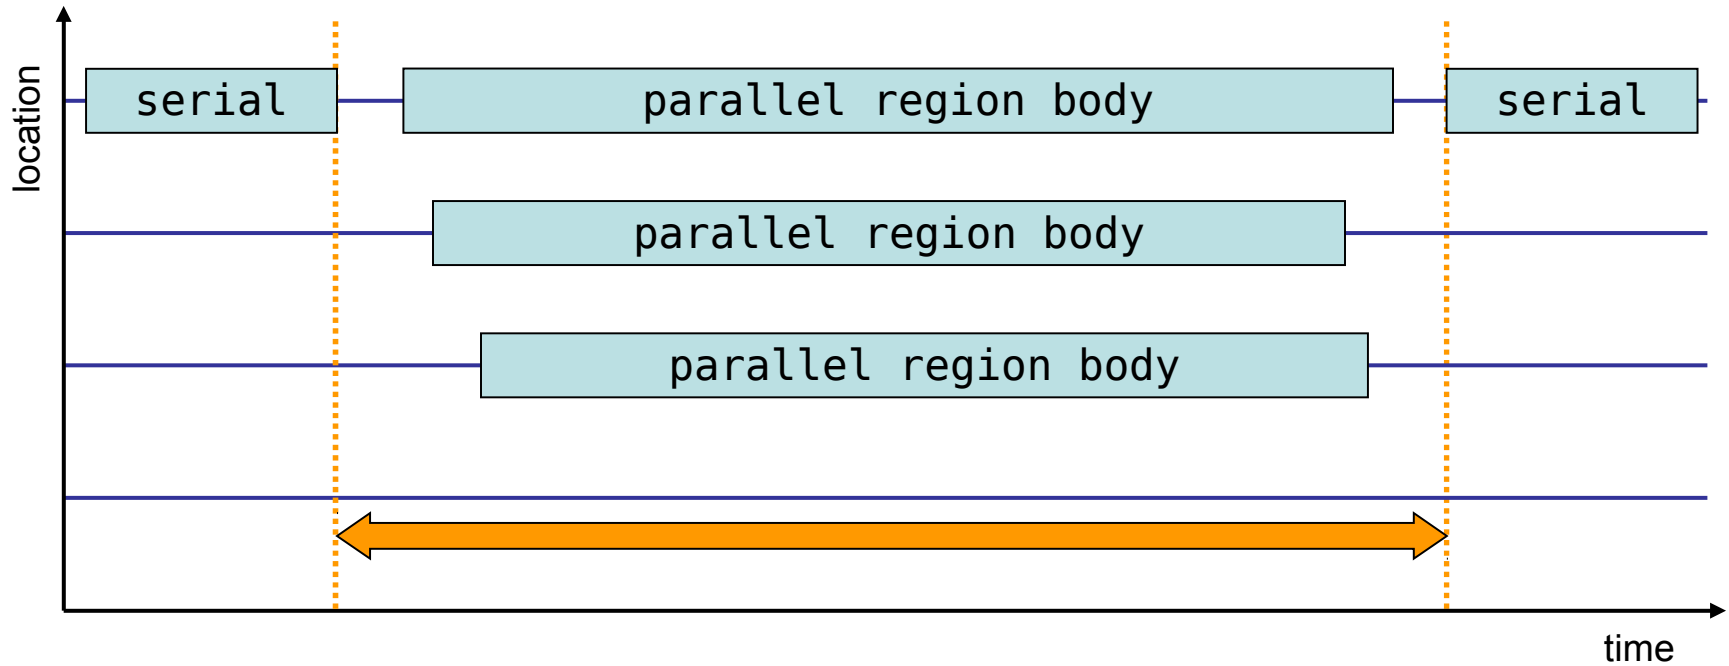 location
serial
parallel region body
serial
parallel region body
parallel region body
time